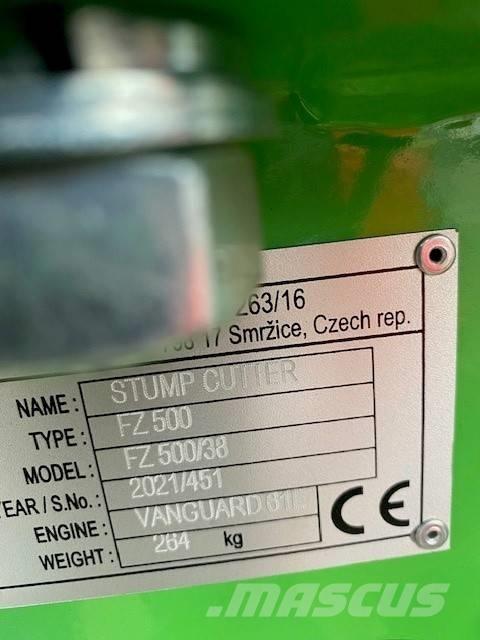 263/16
17 Smržice, Czech rep.
NAME: STUMP CUTTER
TYPE: FZ 500
MODEL: FZ 500/38
YEAR / S.No.: 2021/451
ENGINE: VANGUARD
WEIGHT: 264 kg
CE
MASCUS